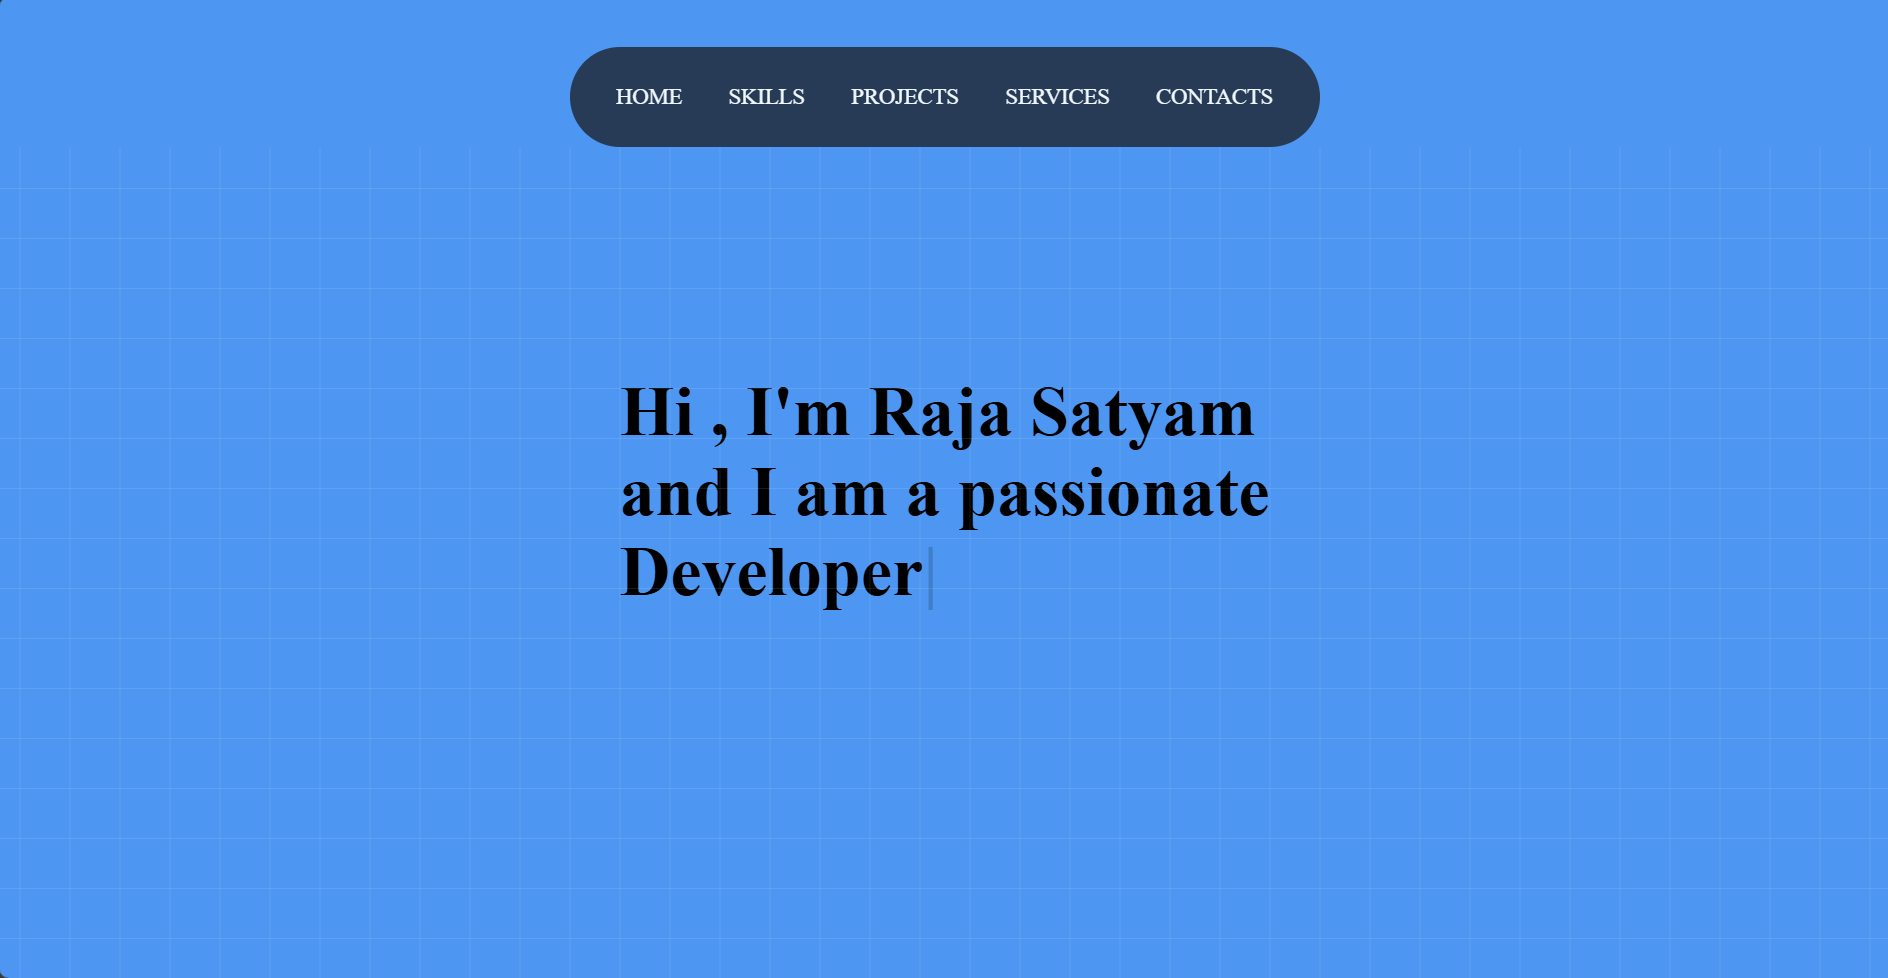 HOME SKILLS PROJECTS SERVICES CONTACTS
Hi , I'm Raja Satyam
and I am a passionate
Developer|